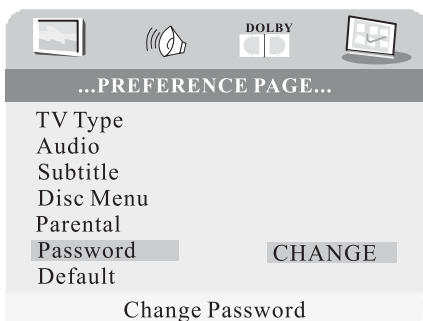 DOLBY
...PREFERENCE PAGE...
TV Type
Audio
Subtitle
Disc Menu
Parental
Password CHANGE
Default
Change Password